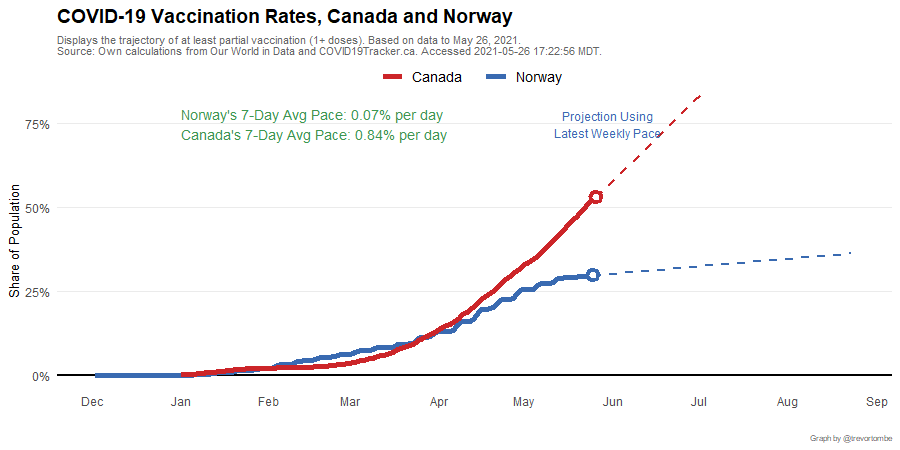 COVID-19 Vaccination Rates, Canada and Norway
Displays the trajectory of at least partial vaccination (1+ doses). Based on data to May 26, 2021.
Source: Own calculations from Our World in Data and COVID19Tracker.ca. Accessed 2021-05-26 17:22:56 MDT.
Canada Norway
Norway's 7-Day Avg Pace: 0.07% per day
Canada's 7-Day Avg Pace: 0.84% per day
Projection Using
Latest Weekly Pace
Share of Population
75%
50%
25%
0%
Dec Jan Feb Mar Apr May Jun Jul Aug Sep
Graph by @trevortombe